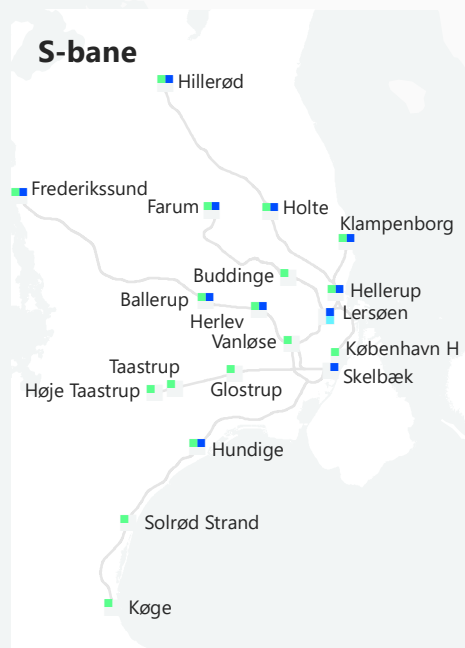 S-bane
Hillerød
Frederikssund
Farum
Holte
Klampenborg
Buddinge
Hellerup
Ballerup
Lersøen
Herlev
Vanløse
København H
Taastrup
Skelbæk
Høje Taastrup
Glostrup
Hundige
Solrød Strand
Køge